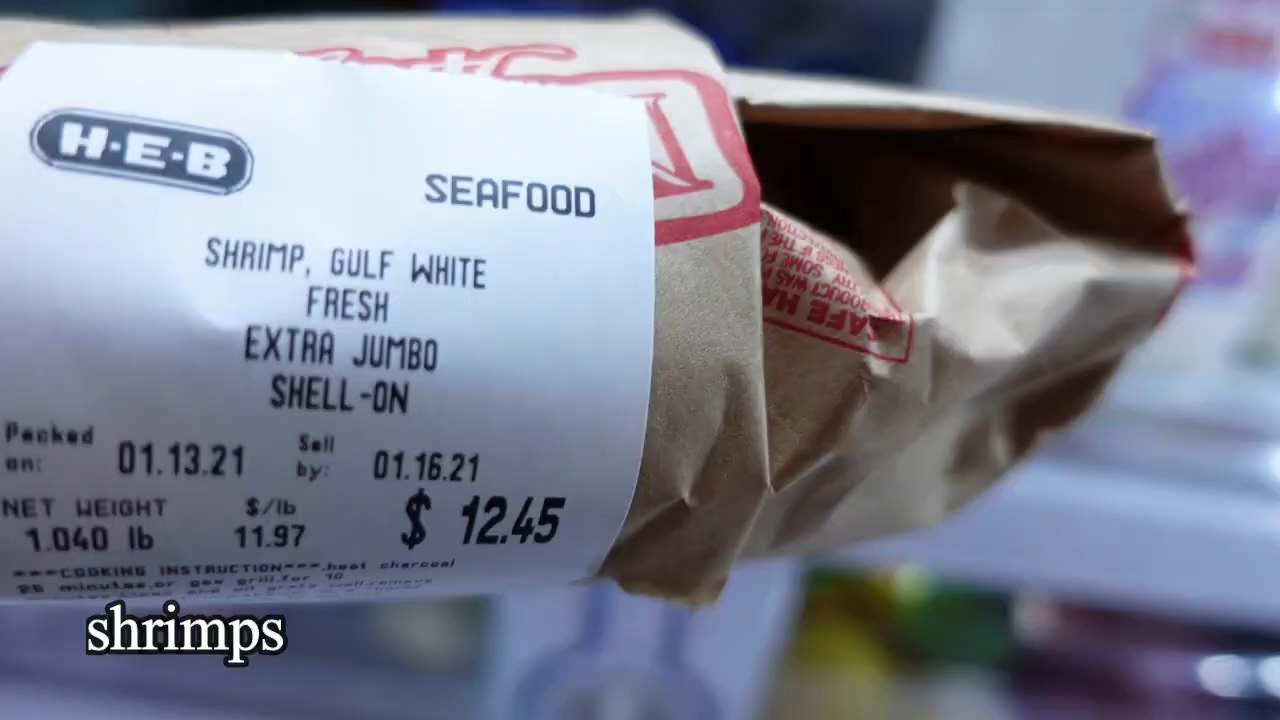 H-E-B
SEAFOOD
SHRIMP, GULF WHITE
FRESH
EXTRA JUMBO
SHELL-ON
Packed on: 01.13.21 Sell by: 01.16.21
NET WEIGHT $/lb
1.040 lb 11.97 $ 12.45
***COOKING INSTRUCTION***.heat charcoal
25 minutes.or gas grill.for 10
shrimps